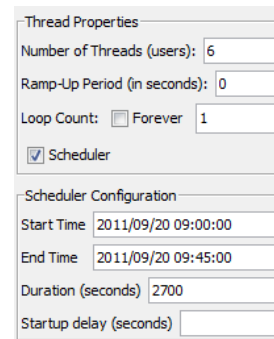 Thread Properties
Number of Threads (users): 6
Ramp-Up Period (in seconds): 0
Loop Count: Forever 1
Scheduler
Scheduler Configuration
Start Time 2011/09/20 09:00:00
End Time 2011/09/20 09:45:00
Duration (seconds) 2700
Startup delay (seconds)